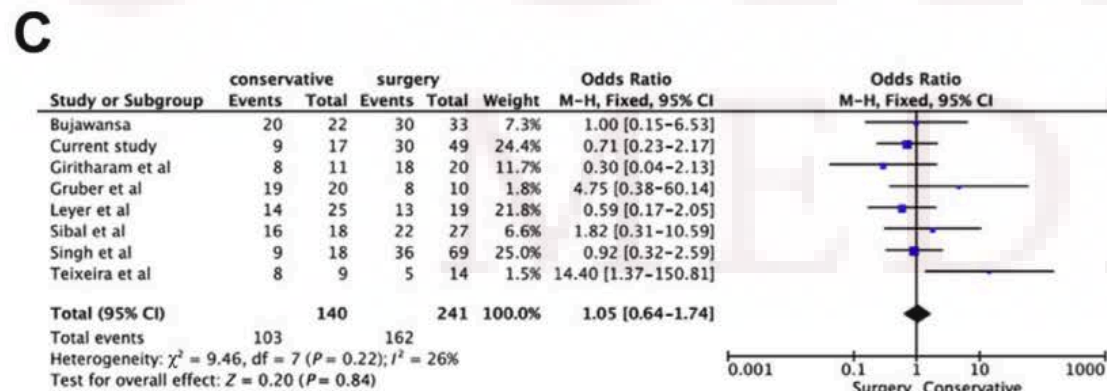 C
conservative surgery Odds Ratio Odds Ratio
Study or Subgroup Events Total Events Total Weight M-H, Fixed, 95% CI M-H, Fixed, 95% CI
Bujawansa 20 22 30 33 7.3% 1.00 [0.15-6.53]
Current study 9 17 30 49 24.4% 0.71 [0.23-2.17]
Giritharam et al 8 11 18 20 11.7% 0.30 [0.04-2.13]
Gruber et al 19 20 8 10 1.8% 4.75 [0.38-60.14]
Leyer et al 14 25 13 19 21.8% 0.59 [0.17-2.05]
Sibal et al 16 18 22 27 6.6% 1.82 [0.31-10.59]
Singh et al 9 18 36 69 25.0% 0.92 [0.32-2.59]
Teixeira et al 8 9 5 14 1.5% 14.40 [1.37-150.81]
Total (95% CI) 140 241 100.0% 1.05 [0.64-1.74]
Total events 103 162
Heterogeneity: χ² = 9.46, df = 7 (P = 0.22); I² = 26%
Test for overall effect: Z = 0.20 (P = 0.84)
0.001 0.1 1 10 1000
Surgery Conservative